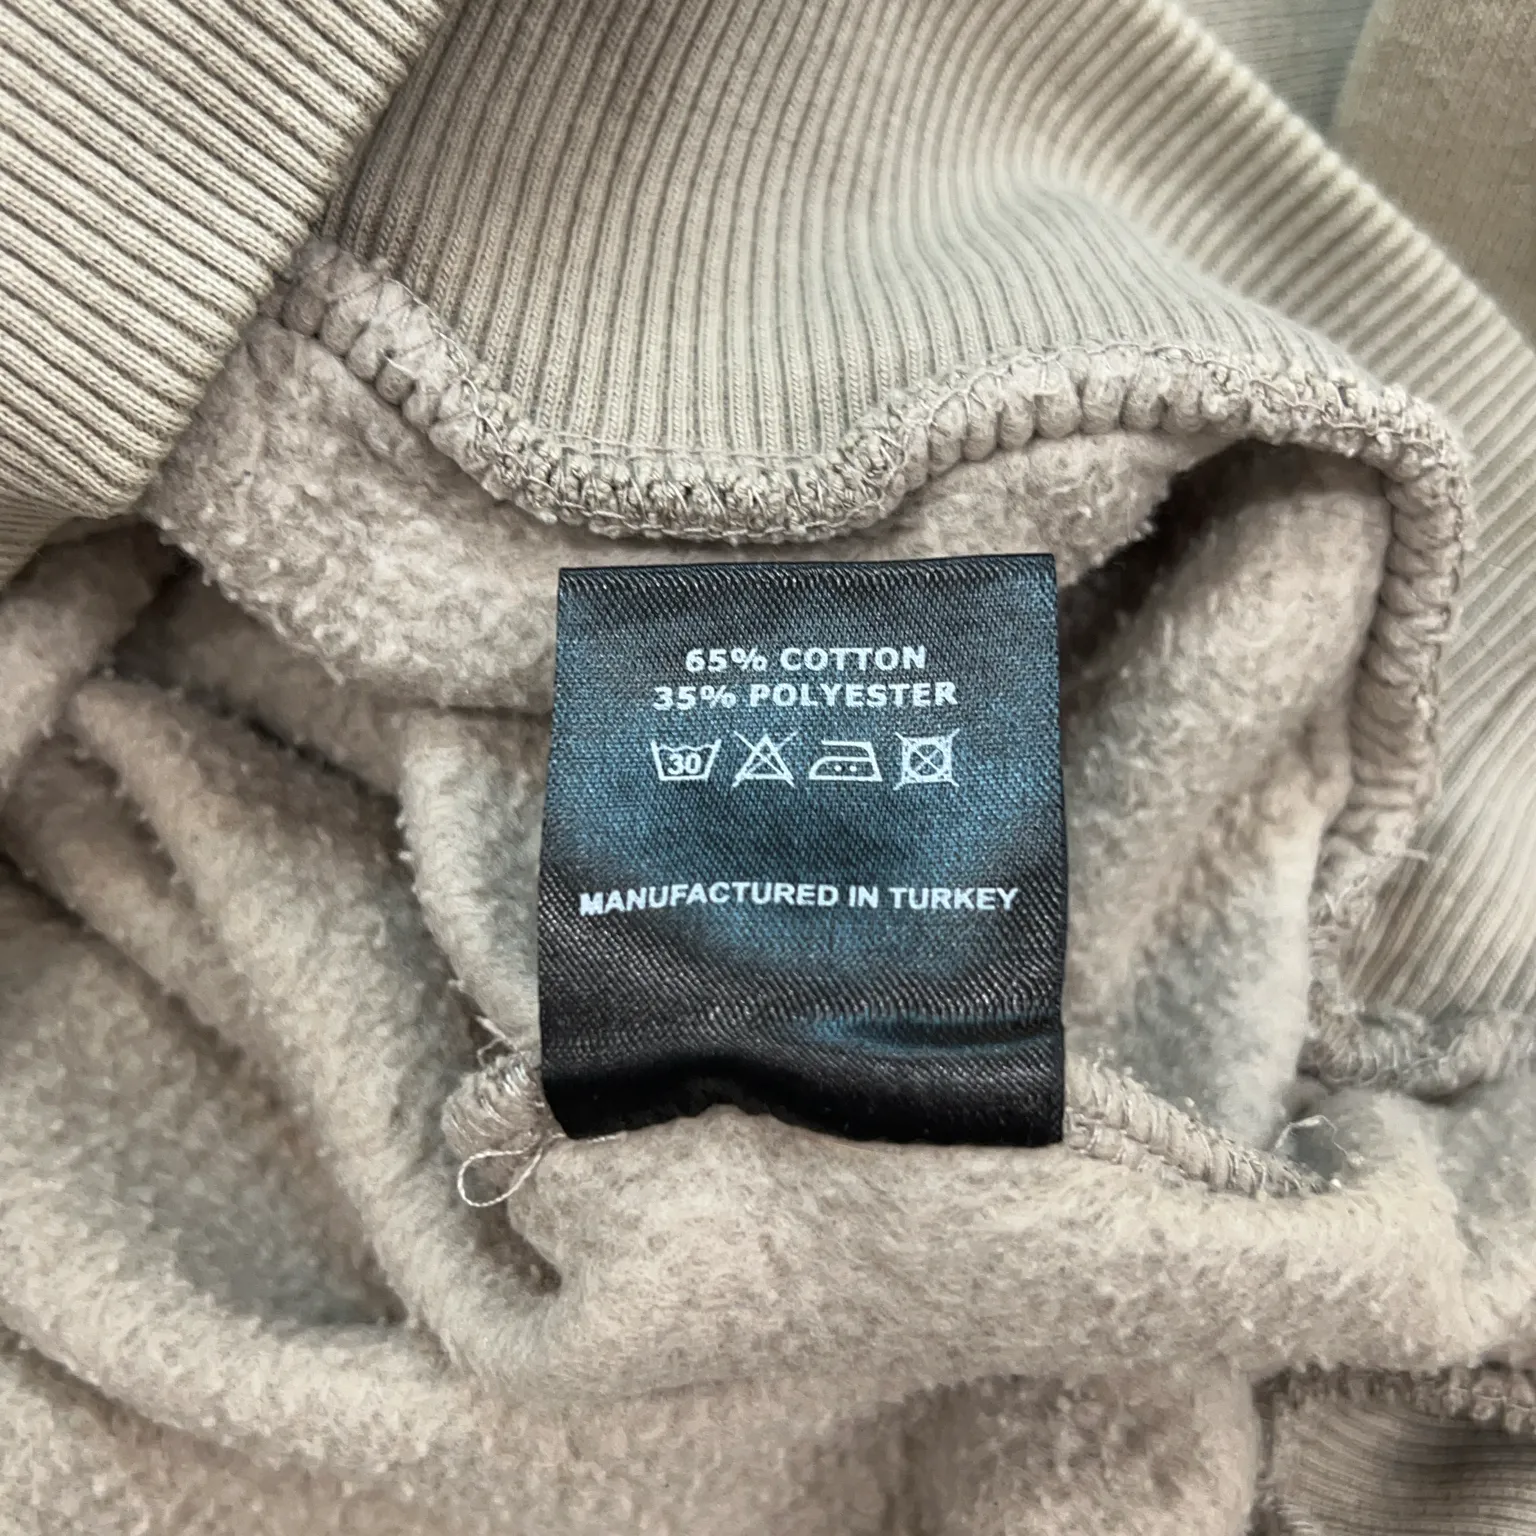 65% COTTON
35% POLYESTER
30
MANUFACTURED IN TURKEY